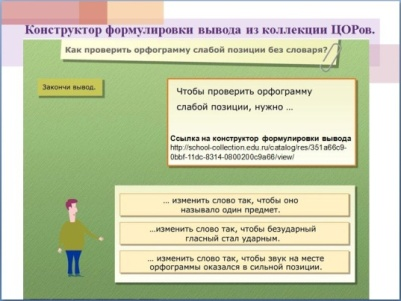 Конструктор формулировки вывода из коллекции ЦОРов.
Как проверить орфограмму слабой позиции без словаря?
Закончи вывод.
Чтобы проверить орфограмму
слабой позиции, нужно ...
Ссылка на конструктор формулировки вывода
http://school-collection.edu.ru/catalog/res/351a66c9-
0bbf-11dc-8314-0800200c9a66/view/
... изменить слово так, чтобы оно
называло один предмет.
...изменить слово так, чтобы безударный
гласный стал ударным.
... изменить слово так, чтобы звук на месте
орфограммы оказался в сильной позиции.